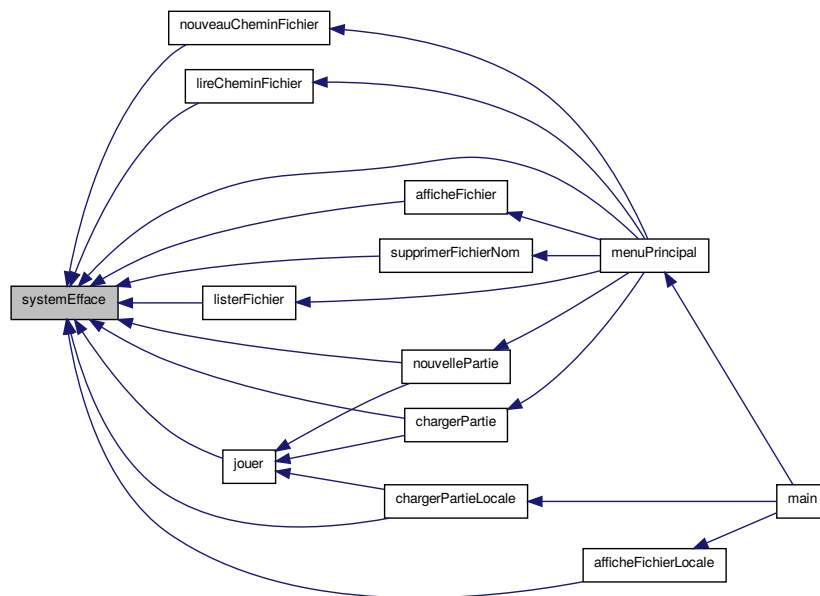 nouveauCheminFichier
lireCheminFichier
afficheFichier
supprimerFichierNom
menuPrincipal
systemEfface
listerFichier
nouvellePartie
chargerPartie
jouer
chargerPartieLocale
main
afficheFichierLocale